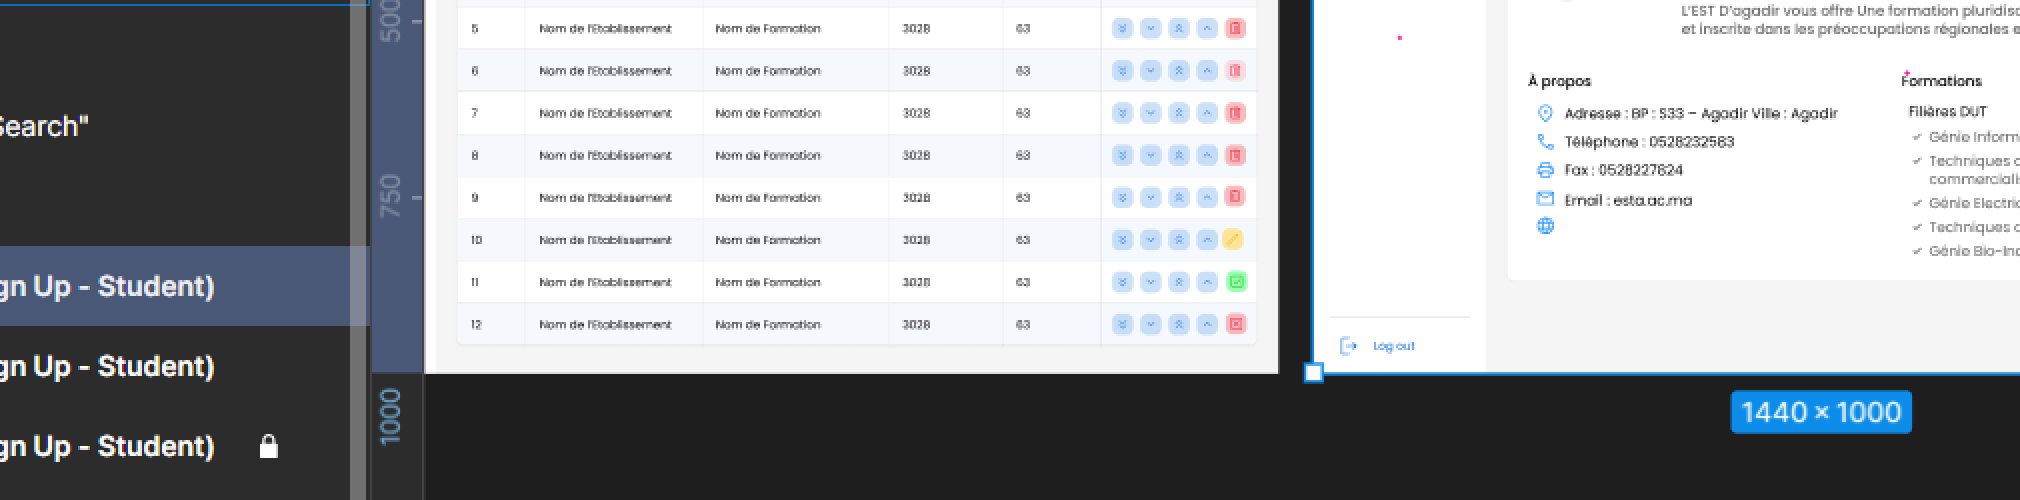 Search"
gn Up - Student)
gn Up - Student)
gn Up - Student)
500
750
1000
5 Nom de l'Etablissement Nom de Formation 3028 63
6 Nom de l'Etablissement Nom de Formation 3028 63
7 Nom de l'Etablissement Nom de Formation 3028 63
8 Nom de l'Etablissement Nom de Formation 3028 63
9 Nom de l'Etablissement Nom de Formation 3028 63
10 Nom de l'Etablissement Nom de Formation 3028 63
11 Nom de l'Etablissement Nom de Formation 3028 63
12 Nom de l'Etablissement Nom de Formation 3028 63
Log out
L'EST D'agadir vous offre Une formation pluridisc
et inscrite dans les préoccupations régionales e
À propos
Adresse : BP : S33 – Agadir Ville : Agadir
Téléphone : 0528232583
Fax : 0528227824
Email : esta.ac.ma
Formations
Filières DUT
Génie Inform
Techniques d
commerciali
Génie Electric
Techniques d
Génie Bio-Ind
1440 × 1000